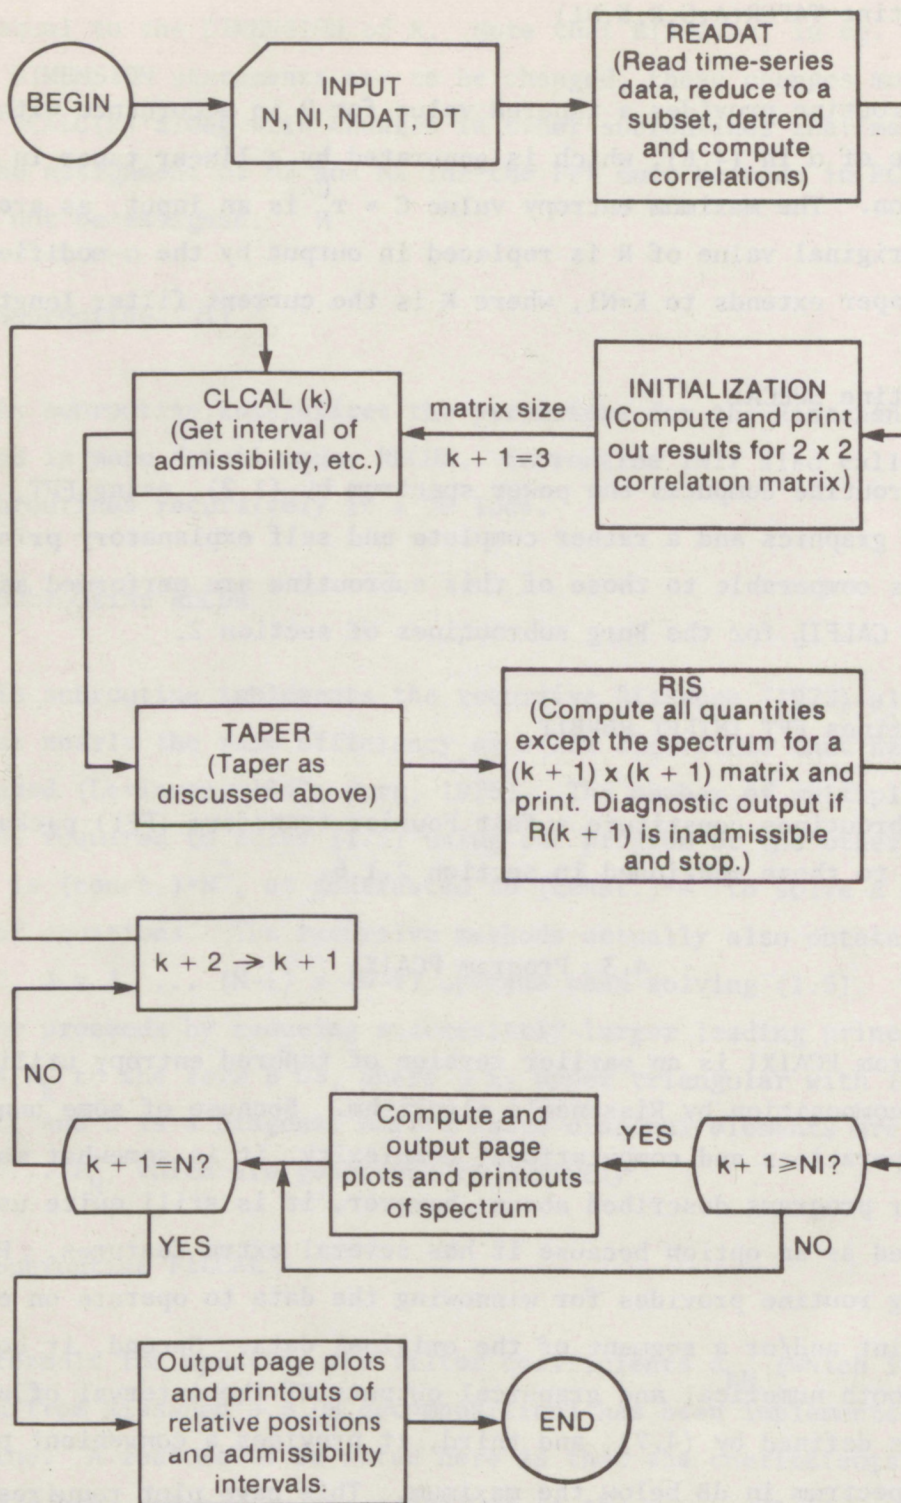 BEGIN
INPUT
N, NI, NDAT, DT
READAT
(Read time-series
data, reduce to a
subset, detrend
and compute
correlations)
INITIALIZATION
(Compute and print
out results for 2 x 2
correlation matrix)
matrix size
k + 1=3
CLCAL (k)
(Get interval of
admissibility, etc.)
TAPER
(Taper as
discussed above)
RIS
(Compute all quantities
except the spectrum for a
(k + 1) x (k + 1) matrix and
print. Diagnostic output if
R(k + 1) is inadmissible
and stop.)
k + 2 → k + 1
NO
k + 1=N?
Compute and
output page
plots and printouts
of spectrum
YES
k + 1≥NI?
YES
NO
Output page plots
and printouts of
relative positions
and admissibility
intervals.
END